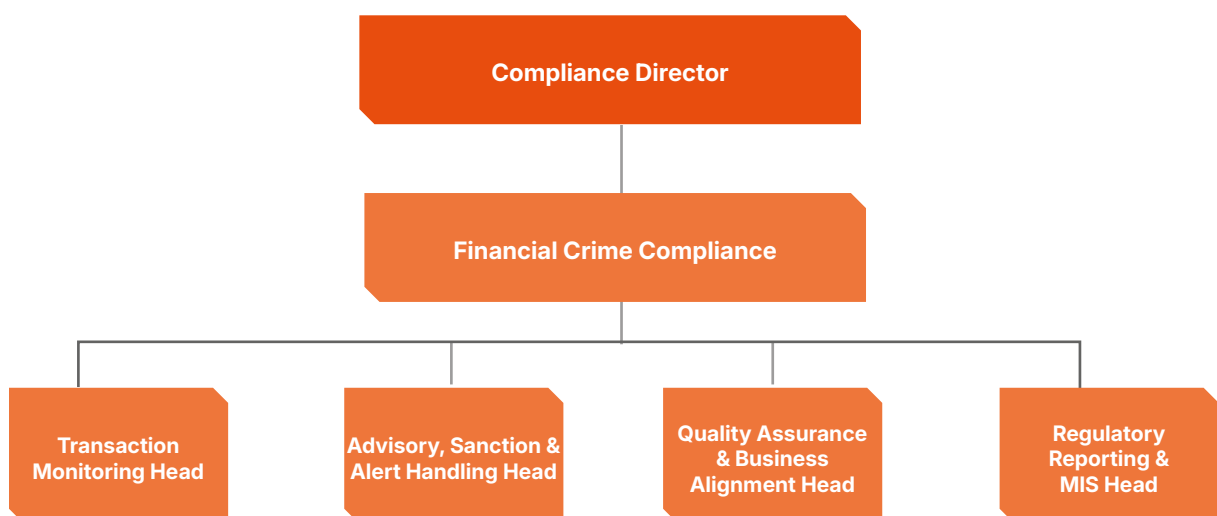 Compliance Director
Financial Crime Compliance
Transaction
Monitoring Head
Advisory, Sanction &
Alert Handling Head
Quality Assurance
& Business
Alignment Head
Regulatory
Reporting &
MIS Head